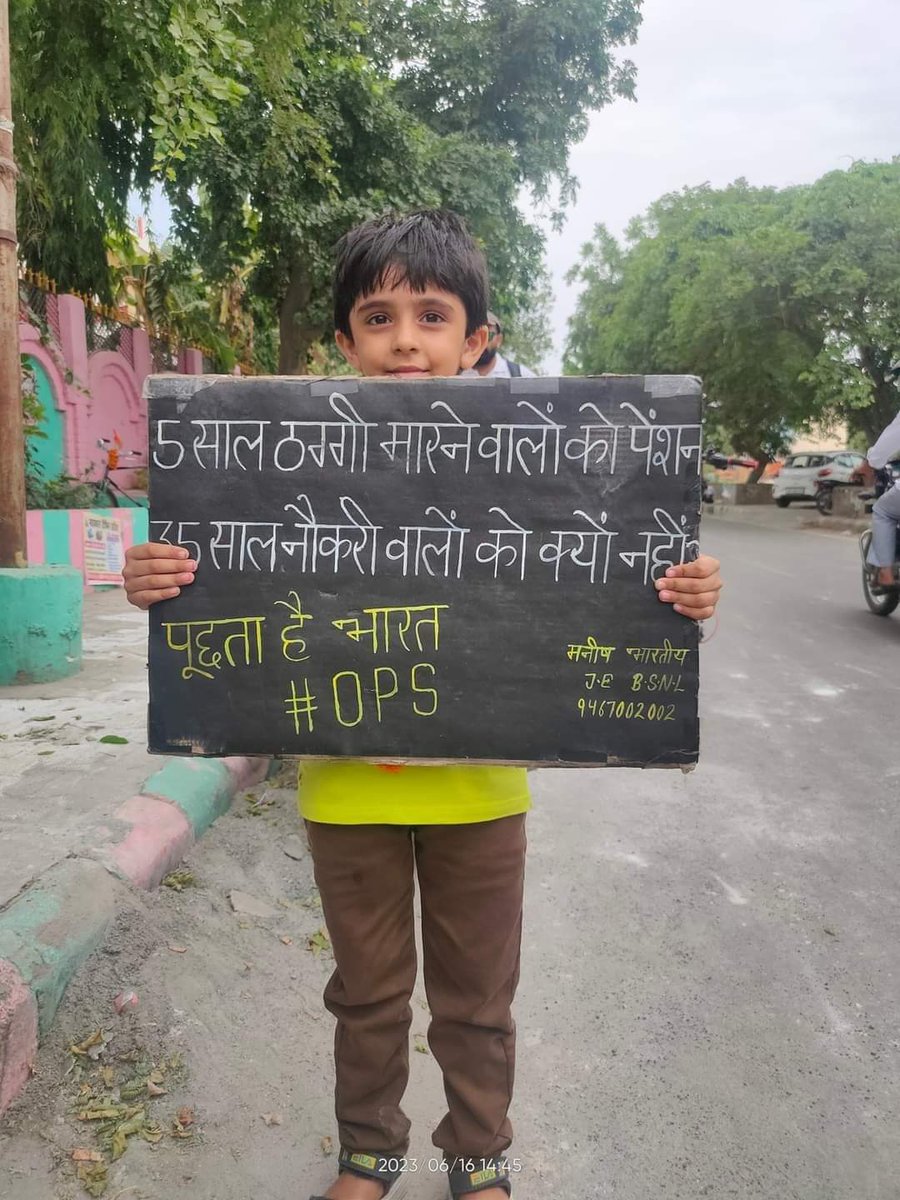 5 साल ठग्गी मारने वालों को पेंशन
35 साल नौकरी वालों को क्यों नहीं?
पूछता है भारत
#OPS
मनीष भारतीय
J.E B.S.N.L
9467002002
2023/06/16 14:45